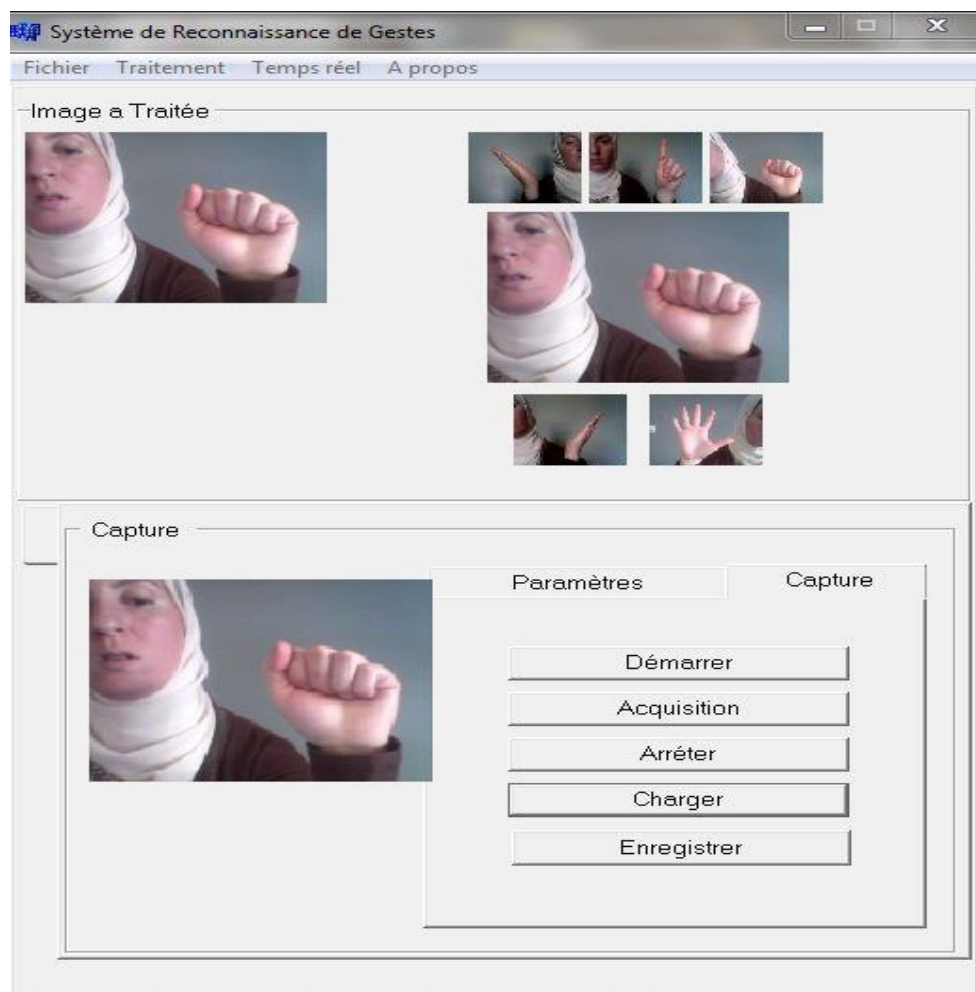 Système de Reconnaissance de Gestes
Fichier Traitement Temps réel A propos
Image a Traitée
Capture
Paramètres Capture
Démarrer
Acquisition
Arréter
Charger
Enregistrer